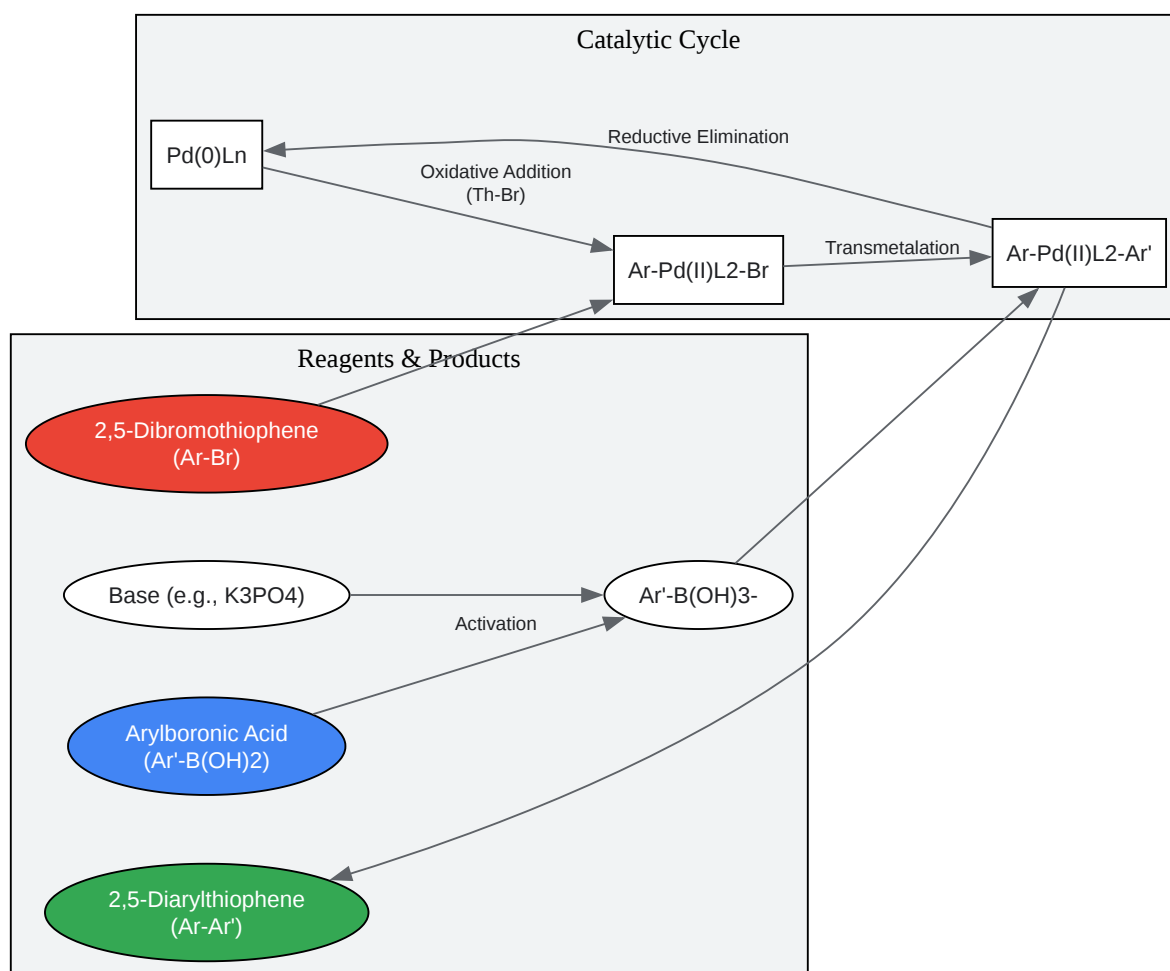 Catalytic Cycle
Pd(0)Ln
Reductive Elimination
Oxidative Addition
(Th-Br)
Ar-Pd(II)L2-Br
Transmetalation
Ar-Pd(II)L2-Ar'
Reagents & Products
2,5-Dibromothiophene
(Ar-Br)
Base (e.g., K3PO4)
Ar'-B(OH)3-
Activation
Arylboronic Acid
(Ar'-B(OH)2)
2,5-Diarylthiophene
(Ar-Ar')